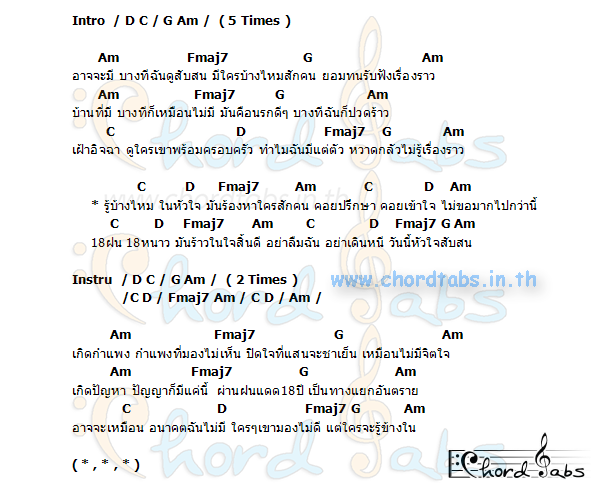 Intro / D C / G Am / ( 5 Times )
Am Fmaj7 G Am
อาจจะมี บางทีฉันดูสับสน มีใครบ้างไหมสักคน ยอมทนรับฟังเรื่องราว
Am Fmaj7 G Am
บ้านที่มี บางทีก็เหมือนไม่มี มันคือนรกดีๆ บางทีฉันก็ปวดร้าว
C D Fmaj7 G Am
เฝ้าอิจฉา ดูใครเขาพร้อมครอบครัว ทำไมฉันมีแต่ตัว หวาดกลัวไม่รู้เรื่องราว
C D Fmaj7 Am C D Am
* รู้บ้างไหม ในหัวใจ มันร้องหาใครสักคน คอยปรึกษา คอยเข้าใจ ไม่ขอมากไปกว่านี้
C D Fmaj7 Am C D Fmaj7 G Am
18ฝน 18หนาว มันร้าวในใจสิ้นดี อย่าลืมฉัน อย่าเดินหนี วันนี้หัวใจสับสน
Instru / D C / G Am / ( 2 Times )
/C D / Fmaj7 Am / C D / Am /
www.chordtabs.in.th
Am Fmaj7 G Am
เกิดกำแพง กำแพงที่มองไม่เห็น ปิดใจที่แสนจะชาเย็น เหมือนไม่มีจิตใจ
Am Fmaj7 G Am
เกิดปัญหา ปัญญาก็มีแค่นี้ ผ่านฝนแดด18ปี เป็นทางแยกอันตราย
C D Fmaj7 G Am
อาจจะเหมือน อนาคตฉันไม่มี ใครๆเขามองไม่ดี แต่ใครจะรู้ข้างใน
( * , * , * )
Chord Tabs